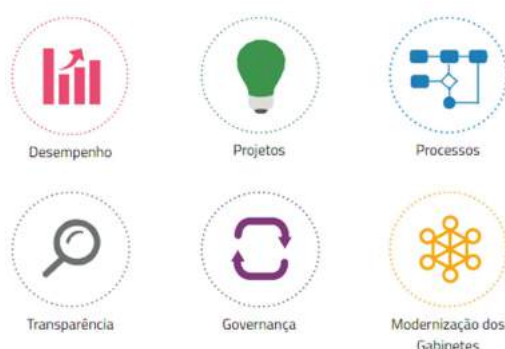 Desempenho
Projetos
Processos
Transparência
Governança
Modernização dos
Gabinetes